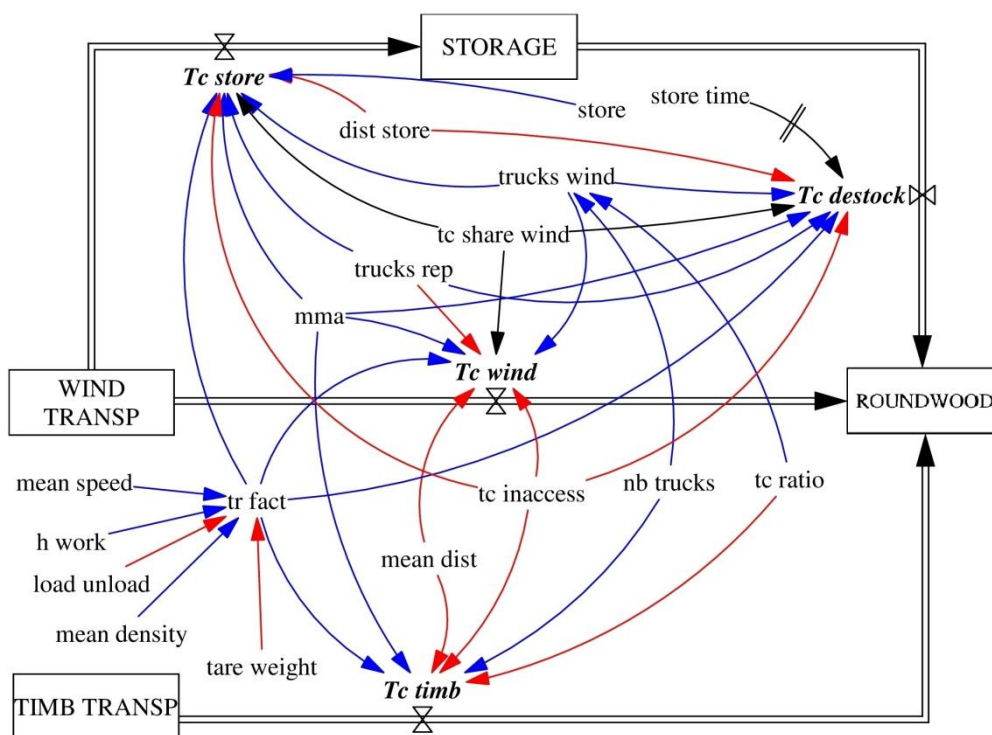 STORAGE
Tc store
store
store time
dist store
trucks wind
Tc destock
tc share wind
trucks rep
mma
Tc wind
WIND
TRANSP
ROUNDWOOD
mean speed
tr fact
tc inaccess
nb trucks
tc ratio
h work
load unload
mean dist
mean density
tare weight
Tc timb
TIMB TRANSP